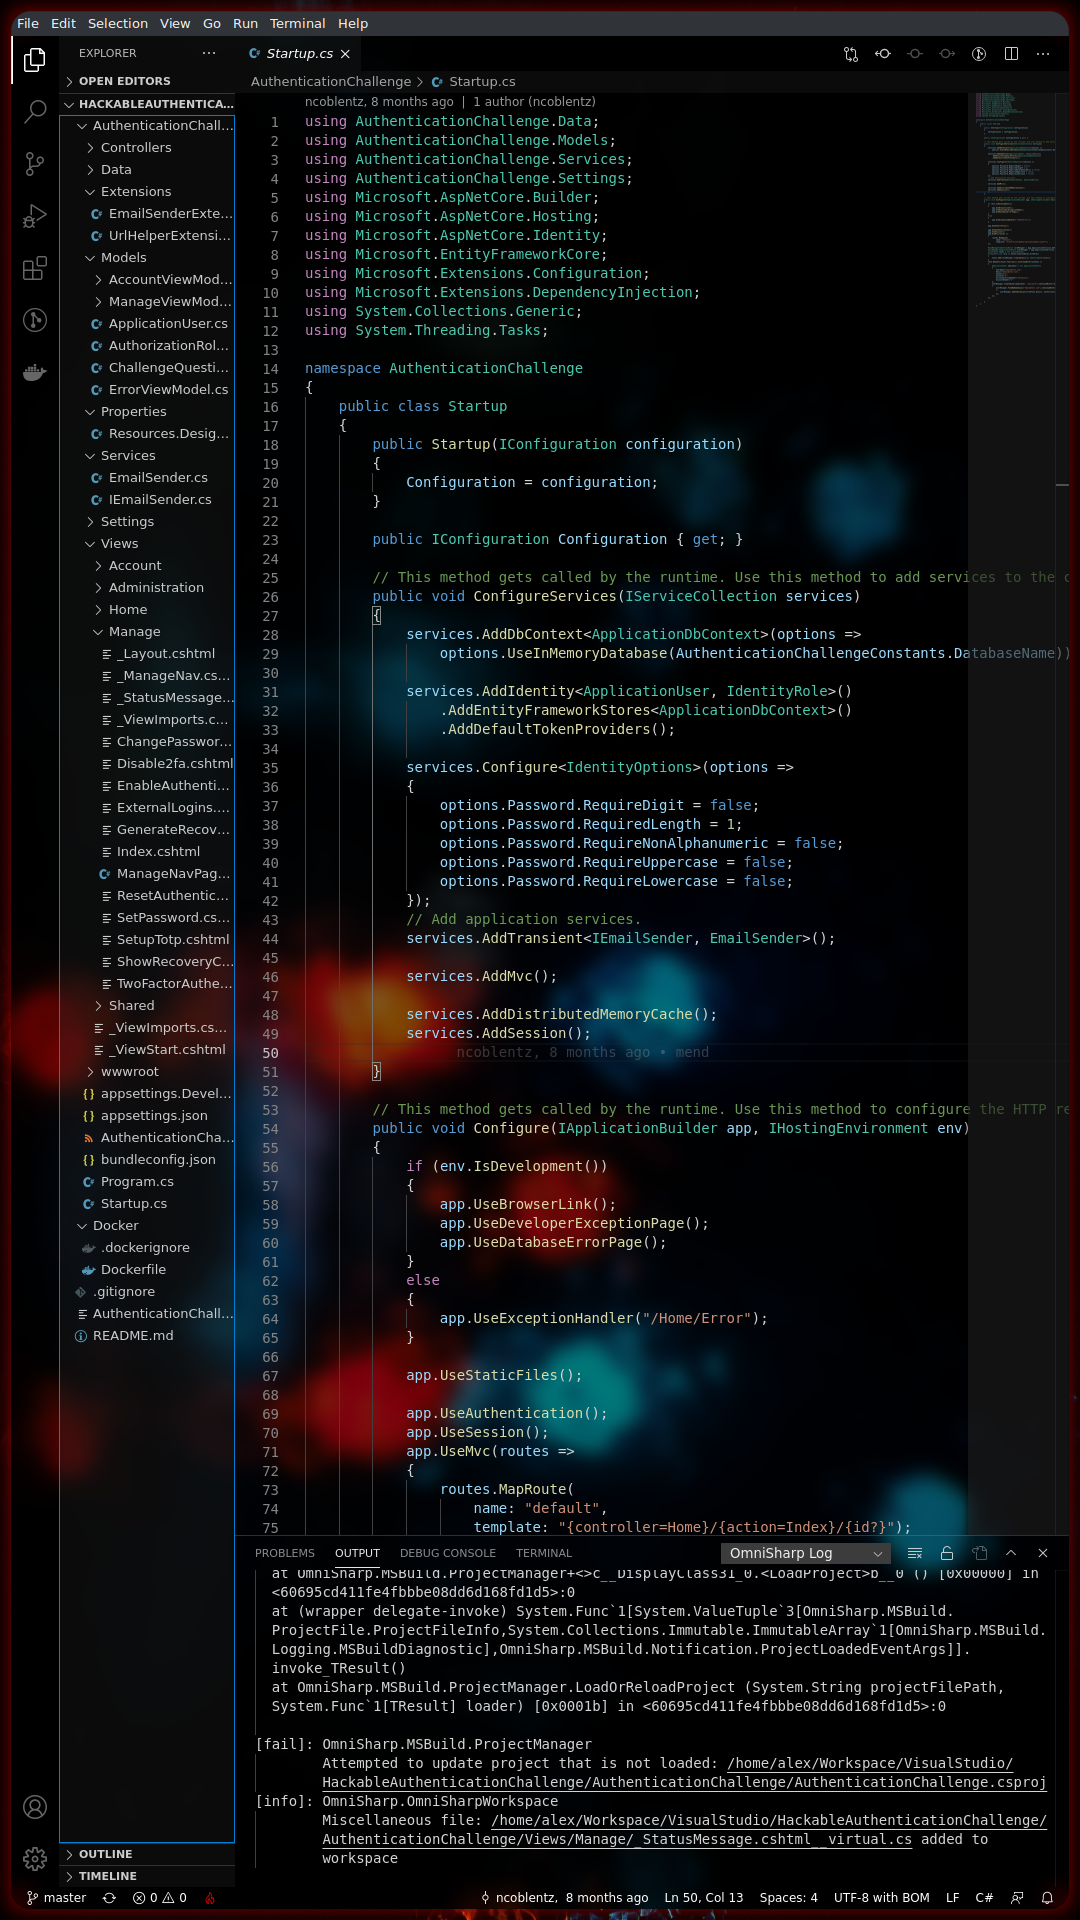 File Edit Selection View Go Run Terminal Help
EXPLORER
Startup.cs
OPEN EDITORS
AuthenticationChallenge > Startup.cs
HACKABLEAUTHENTICA...
AuthenticationChall...
Controllers
Data
Extensions
EmailSenderExte...
UrlHelperExtensi...
Models
AccountViewMod...
ManageViewMod...
ApplicationUser.cs
AuthorizationRol...
ChallengeQuesti...
ErrorViewModel.cs
Properties
Resources.Desig...
Services
EmailSender.cs
IEmailSender.cs
Settings
Views
Account
Administration
Home
Manage
_Layout.cshtml
_ManageNav.cs...
_StatusMessage...
_ViewImports.c...
ChangePasswor...
Disable2fa.cshtml
EnableAuthenti...
ExternalLogins....
GenerateRecov...
Index.cshtml
ManageNavPag...
ResetAuthentic...
SetPassword.cs...
SetupTotp.cshtml
ShowRecoveryC...
TwoFactorAuthe...
Shared
_ViewImports.cs...
_ViewStart.cshtml
wwwroot
appsettings.Devel...
appsettings.json
AuthenticationCha...
bundleconfig.json
Program.cs
Startup.cs
Docker
.dockerignore
Dockerfile
.gitignore
AuthenticationChall...
README.md
OUTLINE
TIMELINE
ncoblentz, 8 months ago | 1 author (ncoblentz)
1 using AuthenticationChallenge.Data;
2 using AuthenticationChallenge.Models;
3 using AuthenticationChallenge.Services;
4 using AuthenticationChallenge.Settings;
5 using Microsoft.AspNetCore.Builder;
6 using Microsoft.AspNetCore.Hosting;
7 using Microsoft.AspNetCore.Identity;
8 using Microsoft.EntityFrameworkCore;
9 using Microsoft.Extensions.Configuration;
10 using Microsoft.Extensions.DependencyInjection;
11 using System.Collections.Generic;
12 using System.Threading.Tasks;
13
14 namespace AuthenticationChallenge
15 {
16 public class Startup
17 {
18 public Startup(IConfiguration configuration)
19 {
20 Configuration = configuration;
21 }
22
23 public IConfiguration Configuration { get; }
24
25 // This method gets called by the runtime. Use this method to add services to the c
26 public void ConfigureServices(IServiceCollection services)
27 {
28 services.AddDbContext<ApplicationDbContext>(options =>
29 options.UseInMemoryDatabase(AuthenticationChallengeConstants.DatabaseName))
30
31 services.AddIdentity<ApplicationUser, IdentityRole>()
32 .AddEntityFrameworkStores<ApplicationDbContext>()
33 .AddDefaultTokenProviders();
34
35 services.Configure<IdentityOptions>(options =>
36 {
37 options.Password.RequireDigit = false;
38 options.Password.RequiredLength = 1;
39 options.Password.RequireNonAlphanumeric = false;
40 options.Password.RequireUppercase = false;
41 options.Password.RequireLowercase = false;
42 });
43 // Add application services.
44 services.AddTransient<IEmailSender, EmailSender>();
45
46 services.AddMvc();
47
48 services.AddDistributedMemoryCache();
49 services.AddSession();
50 ncoblentz, 8 months ago • mend
51 }
52
53 // This method gets called by the runtime. Use this method to configure the HTTP re
54 public void Configure(IApplicationBuilder app, IHostingEnvironment env)
55 {
56 if (env.IsDevelopment())
57 {
58 app.UseBrowserLink();
59 app.UseDeveloperExceptionPage();
60 app.UseDatabaseErrorPage();
61 }
62 else
63 {
64 app.UseExceptionHandler("/Home/Error");
65 }
66
67 app.UseStaticFiles();
68
69 app.UseAuthentication();
70 app.UseSession();
71 app.UseMvc(routes =>
72 {
73 routes.MapRoute(
74 name: "default",
75 template: "{controller=Home}/{action=Index}/{id?}");
PROBLEMS OUTPUT DEBUG CONSOLE TERMINAL OmniSharp Log
at OmniSharp.MSBuild.ProjectManager+<>c__DisplayClass31_0.<LoadProject>b__0 () [0x00000] in
<60695cd411fe4fbbbe08dd6d168fd1d5>:0
at (wrapper delegate-invoke) System.Func`1[System.ValueTuple`3[OmniSharp.MSBuild.
ProjectFile.ProjectFileInfo,System.Collections.Immutable.ImmutableArray`1[OmniSharp.MSBuild.
Logging.MSBuildDiagnostic],OmniSharp.MSBuild.Notification.ProjectLoadedEventArgs]].
invoke_TResult()
at OmniSharp.MSBuild.ProjectManager.LoadOrReloadProject (System.String projectFilePath,
System.Func`1[TResult] loader) [0x0001b] in <60695cd411fe4fbbbe08dd6d168fd1d5>:0
[fail]: OmniSharp.MSBuild.ProjectManager
Attempted to update project that is not loaded: /home/alex/Workspace/VisualStudio/
HackableAuthenticationChallenge/AuthenticationChallenge/AuthenticationChallenge.csproj
[info]: OmniSharp.OmniSharpWorkspace
Miscellaneous file: /home/alex/Workspace/VisualStudio/HackableAuthenticationChallenge/
AuthenticationChallenge/Views/Manage/_StatusMessage.cshtml__virtual.cs added to
workspace
master 0 0 ncoblentz, 8 months ago Ln 50, Col 13 Spaces: 4 UTF-8 with BOM LF C#